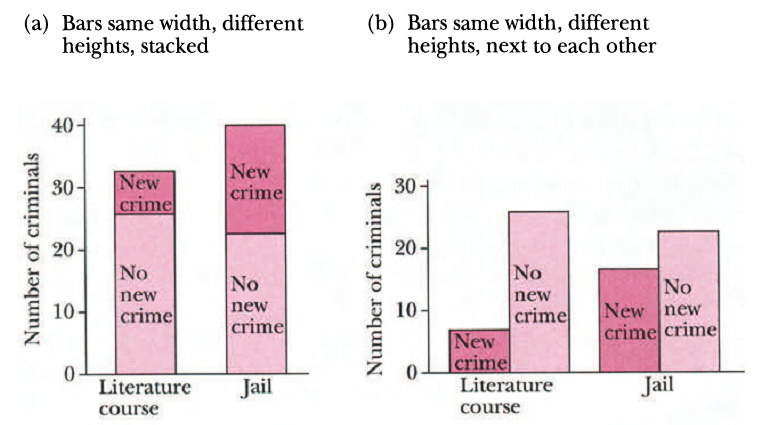 (a) Bars same width, different
heights, stacked
40
30
20
10
0
Number of criminals
New
crime
No
new
crime
New
crime
No
new
crime
Literature
course
Jail
(b) Bars same width, different
heights, next to each other
30
20
10
0
Number of criminals
New
crime
No
new
crime
New
crime
No
new
crime
Literature
course
Jail